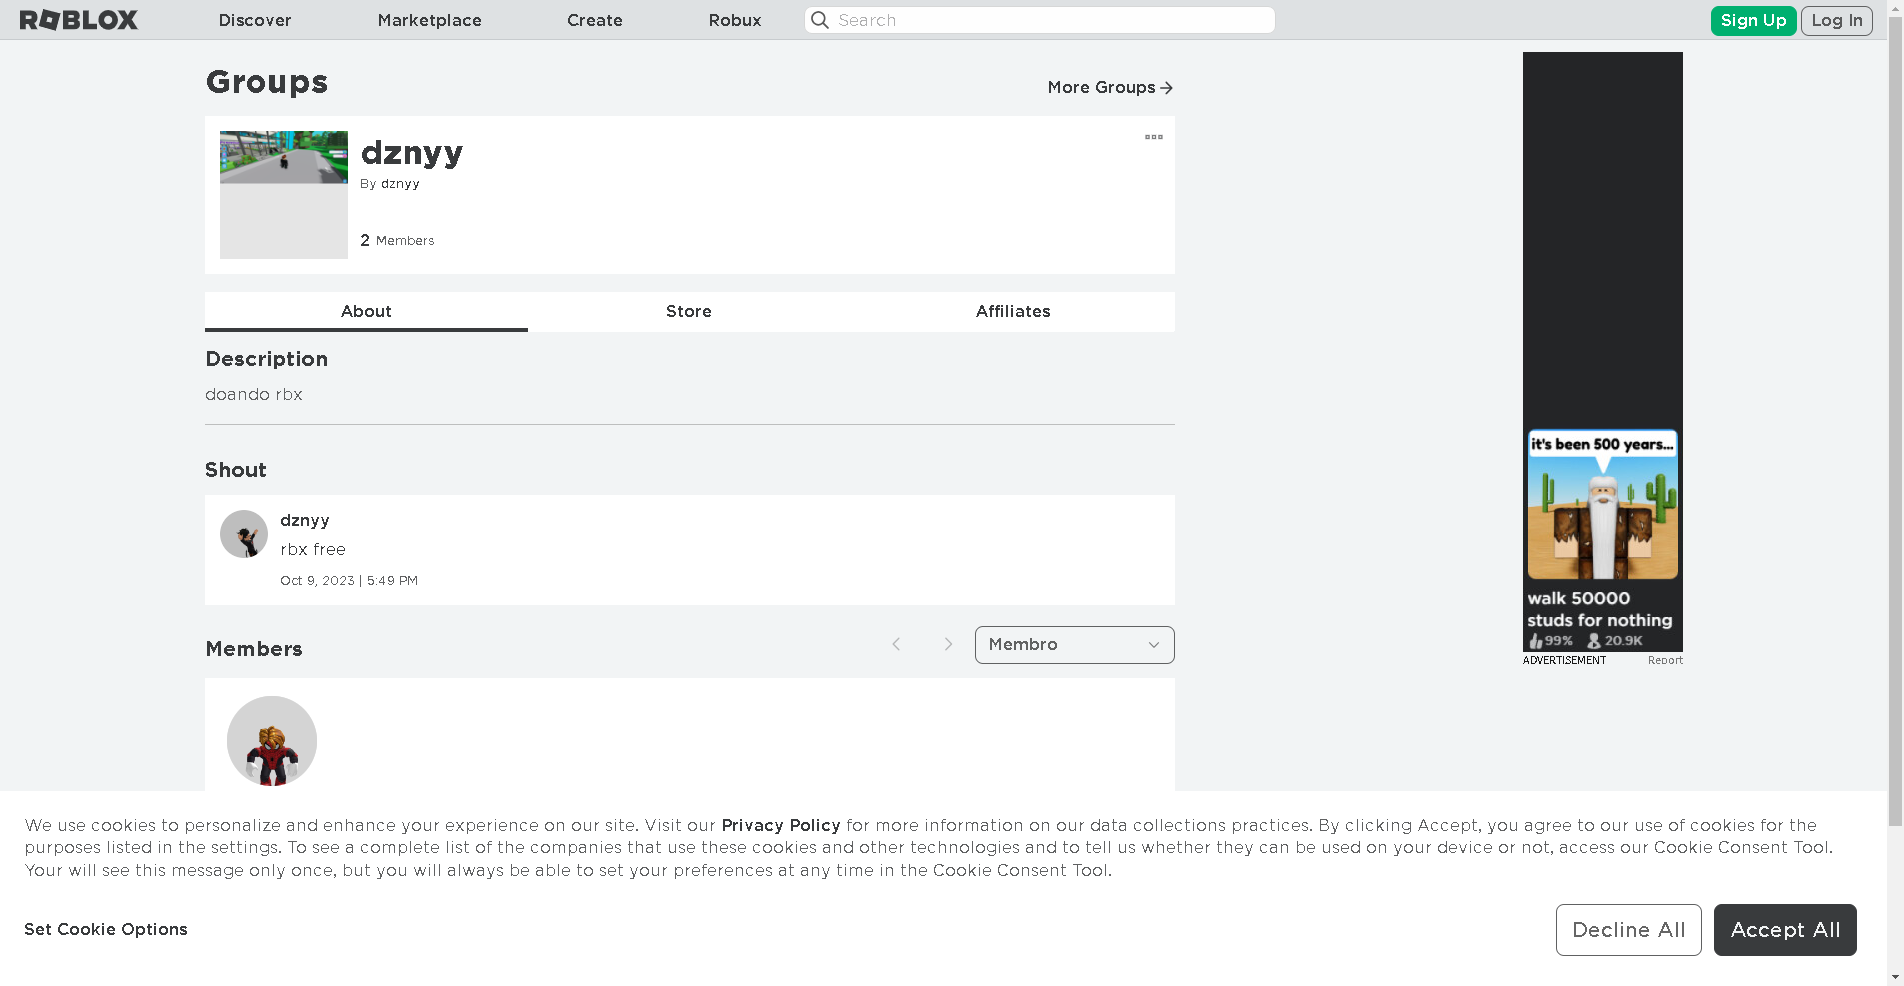 ROBLOX Discover Marketplace Create Robux Search Sign Up Log In
Groups
More Groups
dznyy
By dznyy
2 Members
About Store Affiliates
Description
doando rbx
Shout
dznyy
rbx free
Oct 9, 2023 | 5:49 PM
Members
Membro
it's been 500 years...
walk 50000
studs for nothing
99% 20.9K
ADVERTISEMENT Report
We use cookies to personalize and enhance your experience on our site. Visit our Privacy Policy for more information on our data collections practices. By clicking Accept, you agree to our use of cookies for the
purposes listed in the settings. To see a complete list of the companies that use these cookies and other technologies and to tell us whether they can be used on your device or not, access our Cookie Consent Tool.
Your will see this message only once, but you will always be able to set your preferences at any time in the Cookie Consent Tool.
Set Cookie Options
Decline All Accept All